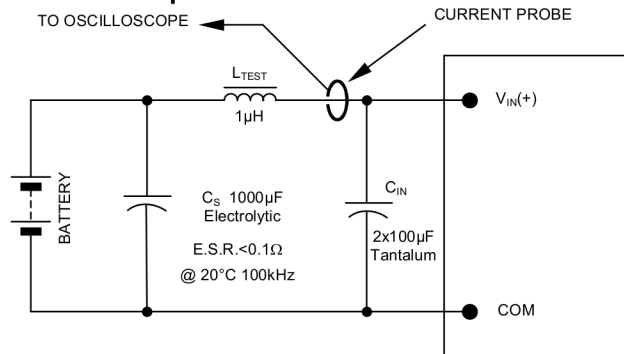 TO OSCILLOSCOPE
CURRENT PROBE
LTEST
1µH
VIN(+)
BATTERY
CS 1000µF
Electrolytic
E.S.R.<0.1Ω
@ 20°C 100kHz
CIN
2x100µF
Tantalum
COM